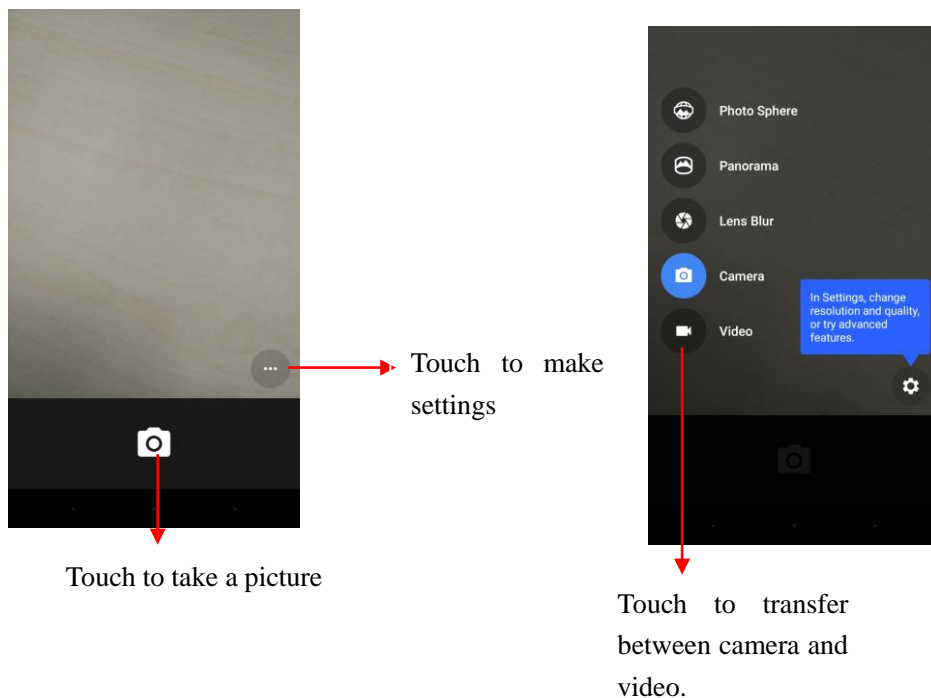 Photo Sphere
Panorama
Lens Blur
Camera
In Settings, change
resolution and quality,
or try advanced
features.
Video
Touch to make
settings
Touch to take a picture
Touch to transfer
between camera and
video.